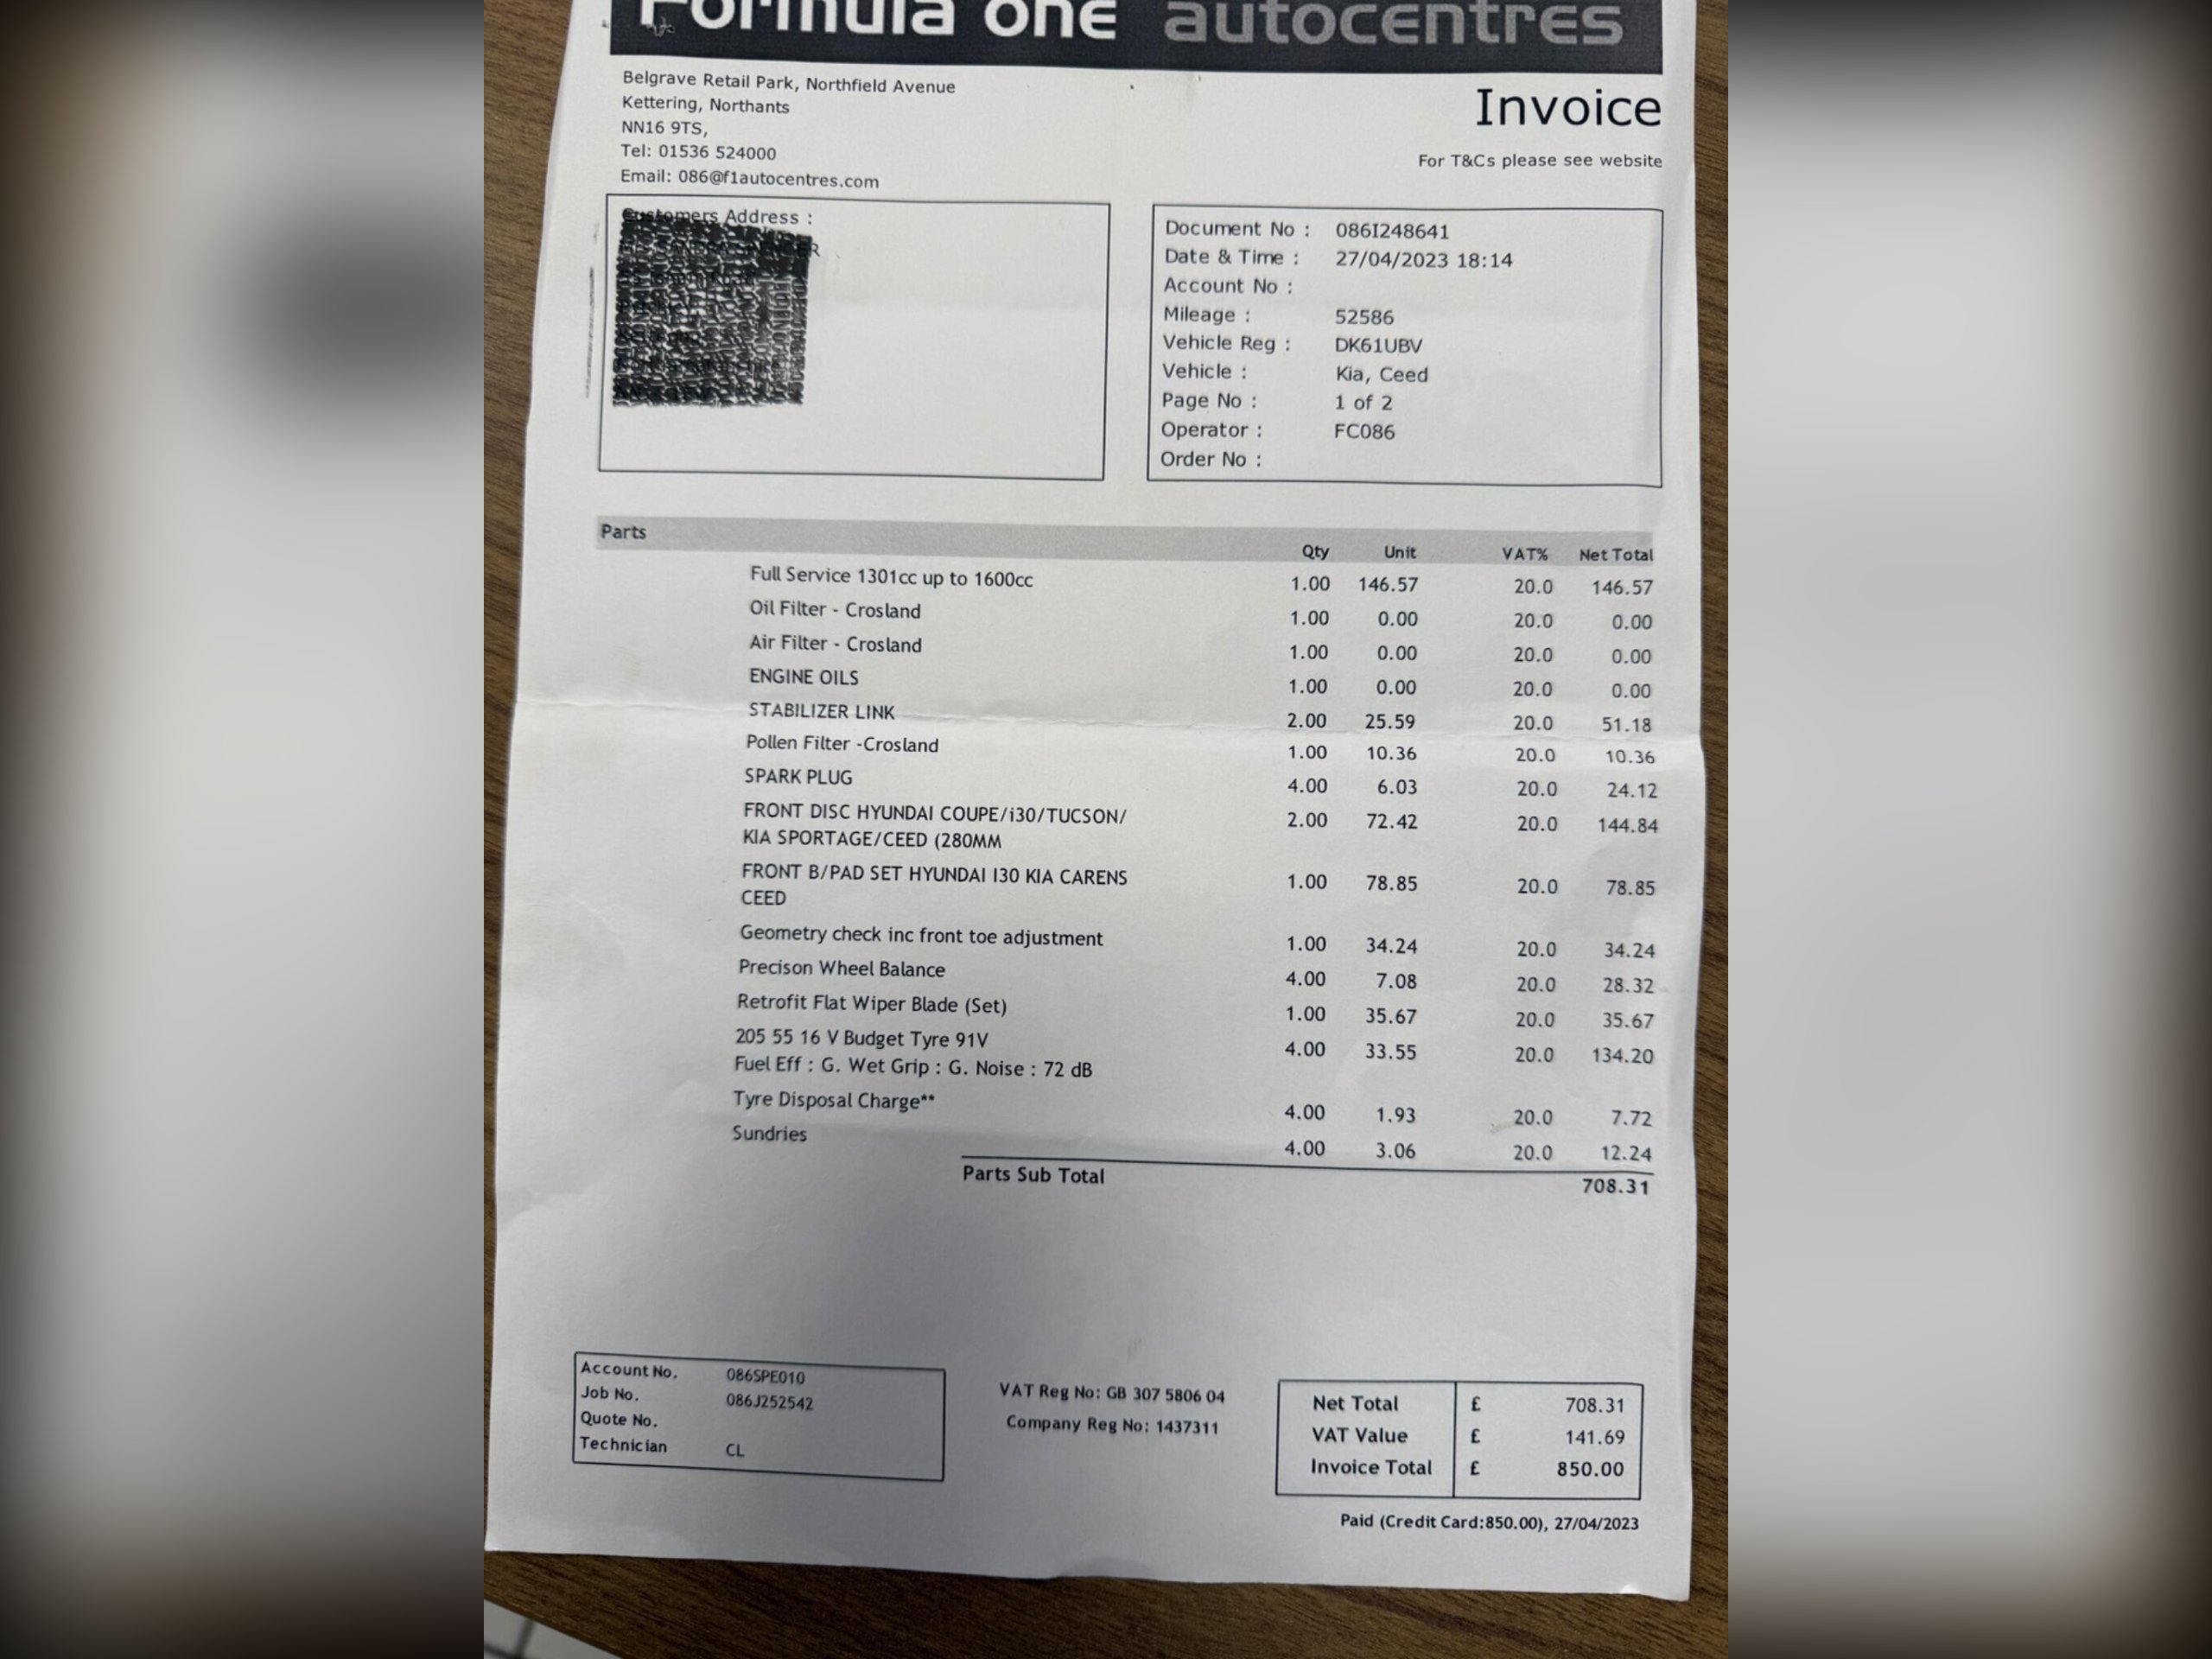 Formula one autocentres
Belgrave Retail Park, Northfield Avenue
Kettering, Northants
NN16 9TS,
Tel: 01536 524000
Email: 086@f1autocentres.com
Invoice
For T&Cs please see website
Customers Address :
Document No : 086I248641
Date & Time : 27/04/2023 18:14
Account No :
Mileage : 52586
Vehicle Reg : DK61UBV
Vehicle : Kia, Ceed
Page No : 1 of 2
Operator : FC086
Order No :
Parts Qty Unit VAT% Net Total
Full Service 1301cc up to 1600cc 1.00 146.57 20.0 146.57
Oil Filter - Crosland 1.00 0.00 20.0 0.00
Air Filter - Crosland 1.00 0.00 20.0 0.00
ENGINE OILS 1.00 0.00 20.0 0.00
STABILIZER LINK 2.00 25.59 20.0 51.18
Pollen Filter -Crosland 1.00 10.36 20.0 10.36
SPARK PLUG 4.00 6.03 20.0 24.12
FRONT DISC HYUNDAI COUPE/i30/TUCSON/ 2.00 72.42 20.0 144.84
KIA SPORTAGE/CEED (280MM
FRONT B/PAD SET HYUNDAI I30 KIA CARENS 1.00 78.85 20.0 78.85
CEED
Geometry check inc front toe adjustment 1.00 34.24 20.0 34.24
Precison Wheel Balance 4.00 7.08 20.0 28.32
Retrofit Flat Wiper Blade (Set) 1.00 35.67 20.0 35.67
205 55 16 V Budget Tyre 91V 4.00 33.55 20.0 134.20
Fuel Eff : G. Wet Grip : G. Noise : 72 dB
Tyre Disposal Charge** 4.00 1.93 20.0 7.72
Sundries 4.00 3.06 20.0 12.24
Parts Sub Total 708.31
Account No. 086SPE010
Job No. 086J252542
Quote No.
Technician CL
VAT Reg No: GB 307 5806 04
Company Reg No: 1437311
Net Total £ 708.31
VAT Value £ 141.69
Invoice Total £ 850.00
Paid (Credit Card:850.00), 27/04/2023